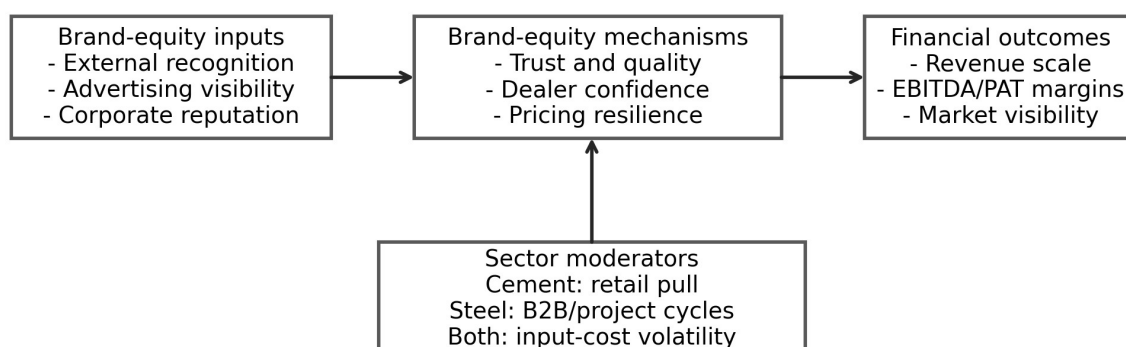 Brand-equity inputs
- External recognition
- Advertising visibility
- Corporate reputation
Brand-equity mechanisms
- Trust and quality
- Dealer confidence
- Pricing resilience
Financial outcomes
- Revenue scale
- EBITDA/PAT margins
- Market visibility
Sector moderators
Cement: retail pull
Steel: B2B/project cycles
Both: input-cost volatility